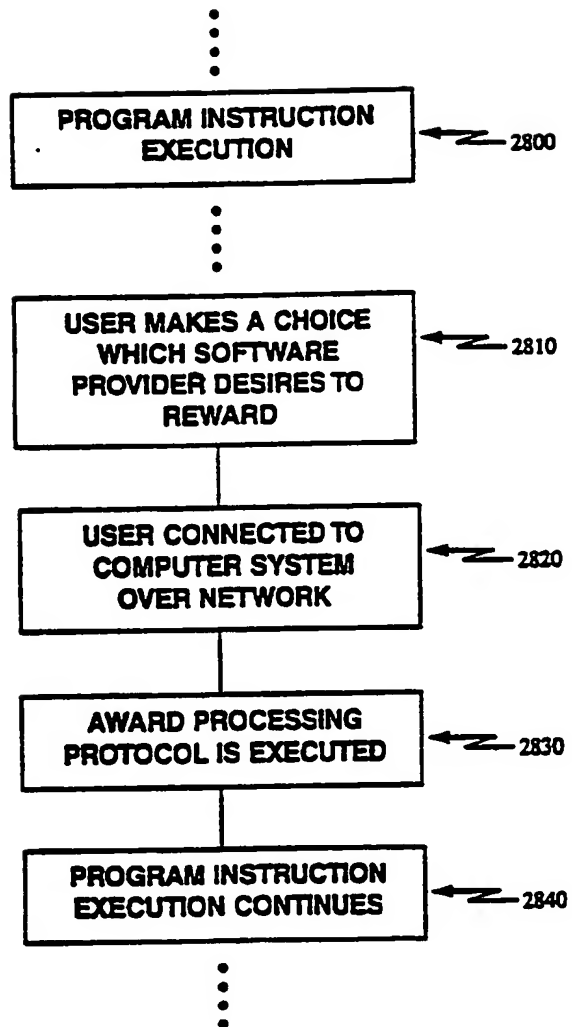 PROGRAM INSTRUCTION
EXECUTION
2800
USER MAKES A CHOICE
WHICH SOFTWARE
PROVIDER DESIRES TO
REWARD
2810
USER CONNECTED TO
COMPUTER SYSTEM
OVER NETWORK
2820
AWARD PROCESSING
PROTOCOL IS EXECUTED
2830
PROGRAM INSTRUCTION
EXECUTION CONTINUES
2840